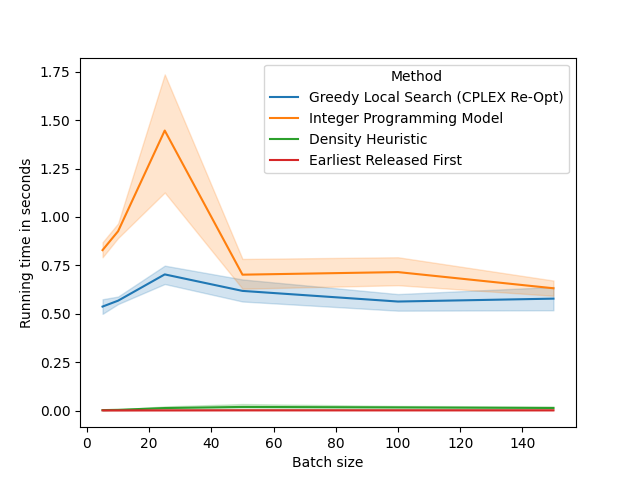 Method
Greedy Local Search (CPLEX Re-Opt)
Integer Programming Model
Density Heuristic
Earliest Released First
Running time in seconds
1.75
1.50
1.25
1.00
0.75
0.50
0.25
0.00
0 20 40 60 80 100 120 140
Batch size